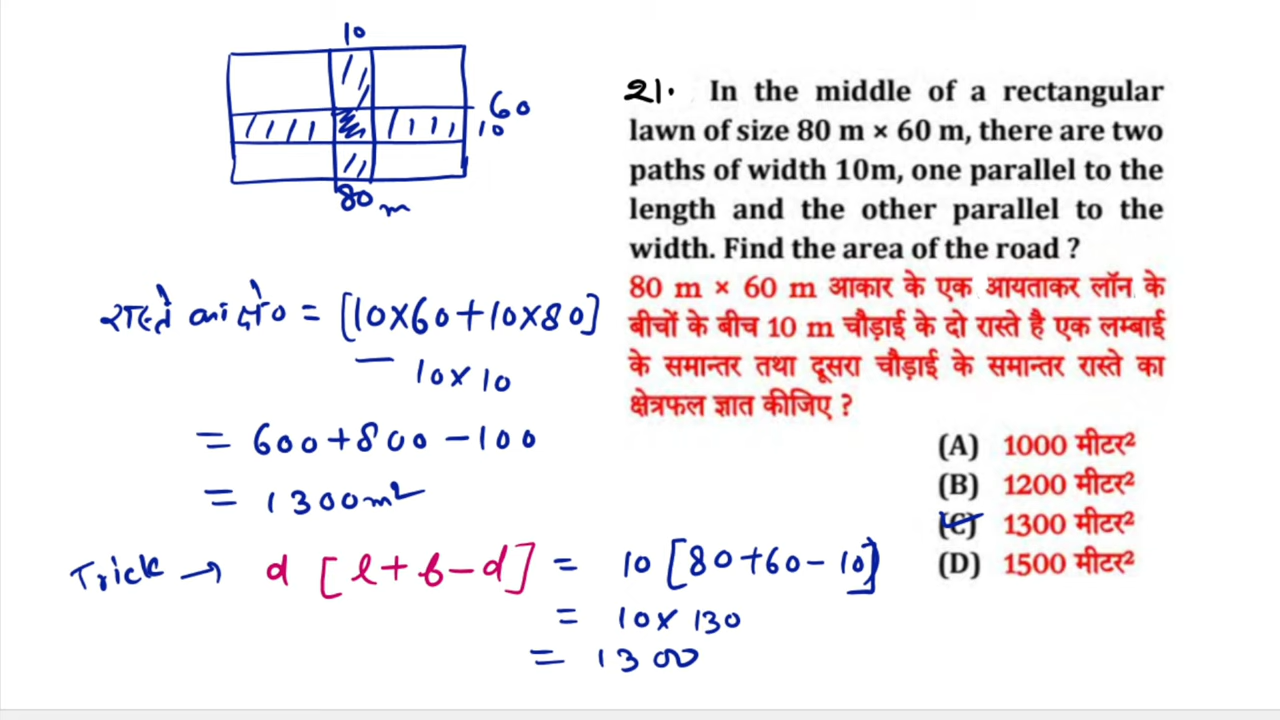 10
60
10
80 m
रास्ते का क्षे० = [10×60+10×80]
- 10×10
= 600+800-100
= 1300m²
Trick → d [l+b-d] = 10 [80+60-10]
= 10× 130
= 1300
21. In the middle of a rectangular
lawn of size 80 m × 60 m, there are two
paths of width 10m, one parallel to the
length and the other parallel to the
width. Find the area of the road ?
80 m × 60 m आकार के एक आयताकर लॉन के
बीचों के बीच 10 m चौड़ाई के दो रास्ते है एक लम्बाई
के समान्तर तथा दूसरा चौड़ाई के समान्तर रास्ते का
क्षेत्रफल ज्ञात कीजिए ?
(A) 1000 मीटर²
(B) 1200 मीटर²
(C) 1300 मीटर²
(D) 1500 मीटर²